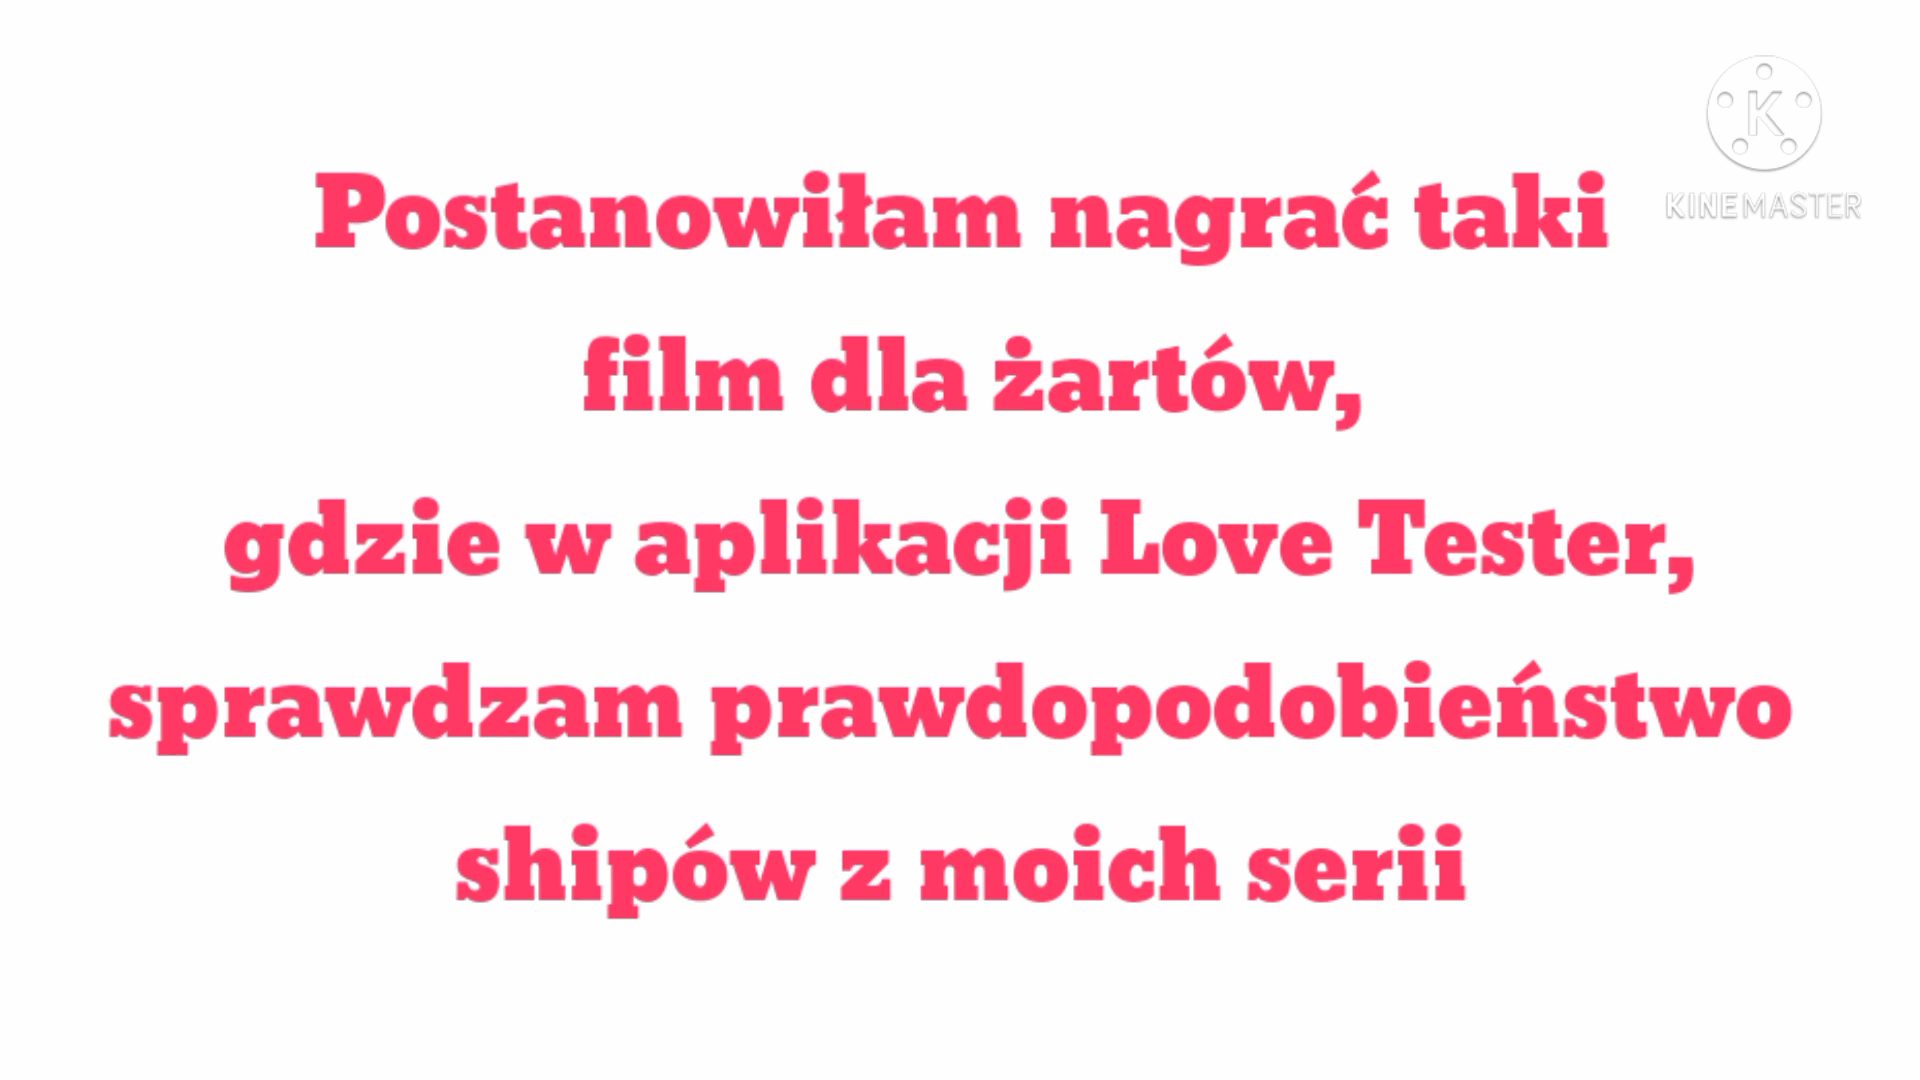 K
KINEMASTER
Postanowiłam nagrać taki
film dla żartów,
gdzie w aplikacji Love Tester,
sprawdzam prawdopodobieństwo
shipów z moich serii